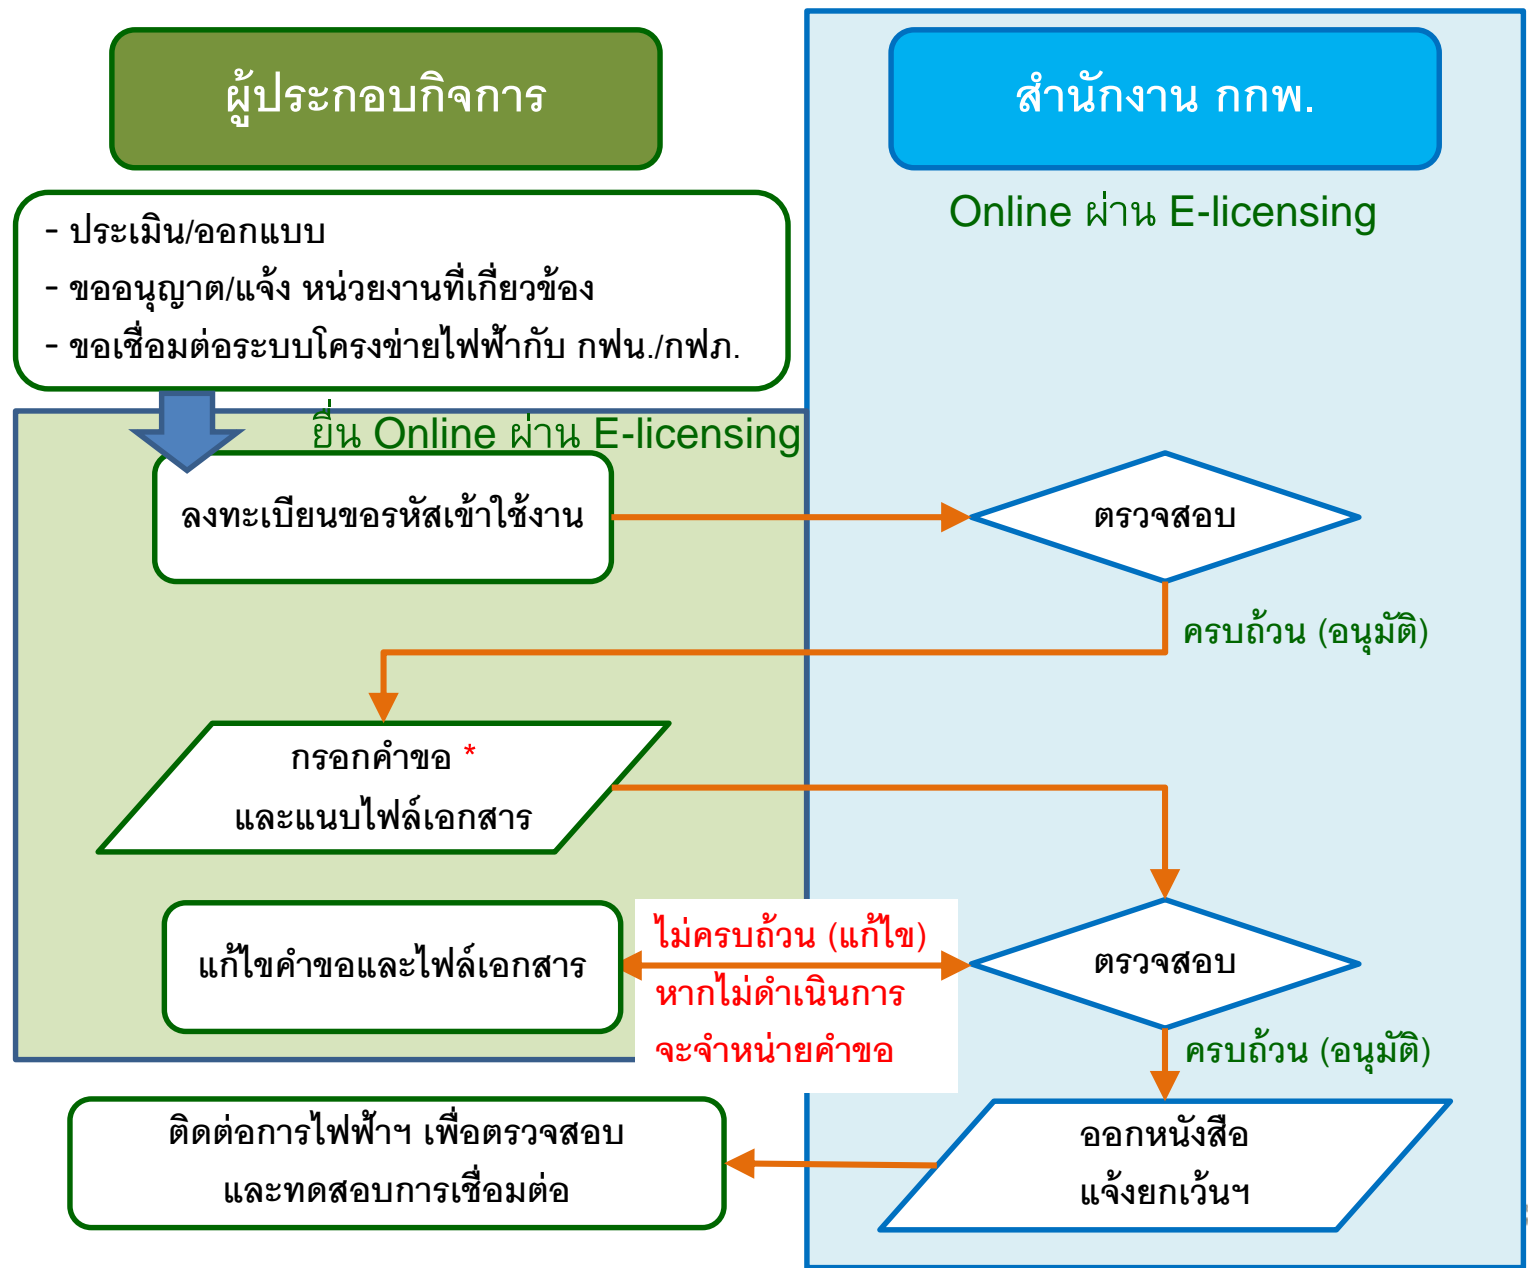 ผู้ประกอบกิจการ
สำนักงาน กกพ.
Online ผ่าน E-licensing
- ประเมิน/ออกแบบ
- ขออนุญาต/แจ้ง หน่วยงานที่เกี่ยวข้อง
- ขอเชื่อมต่อระบบโครงข่ายไฟฟ้ากับ กฟน./กฟภ.
ยื่น Online ผ่าน E-licensing
ลงทะเบียนขอรหัสเข้าใช้งาน
ตรวจสอบ
ครบถ้วน (อนุมัติ)
กรอกคำขอ *
และแนบไฟล์เอกสาร
แก้ไขคำขอและไฟล์เอกสาร
ไม่ครบถ้วน (แก้ไข)
หากไม่ดำเนินการ
จะจำหน่ายคำขอ
ตรวจสอบ
ครบถ้วน (อนุมัติ)
ออกหนังสือ
แจ้งยกเว้นฯ
ติดต่อการไฟฟ้าฯ เพื่อตรวจสอบ
และทดสอบการเชื่อมต่อ